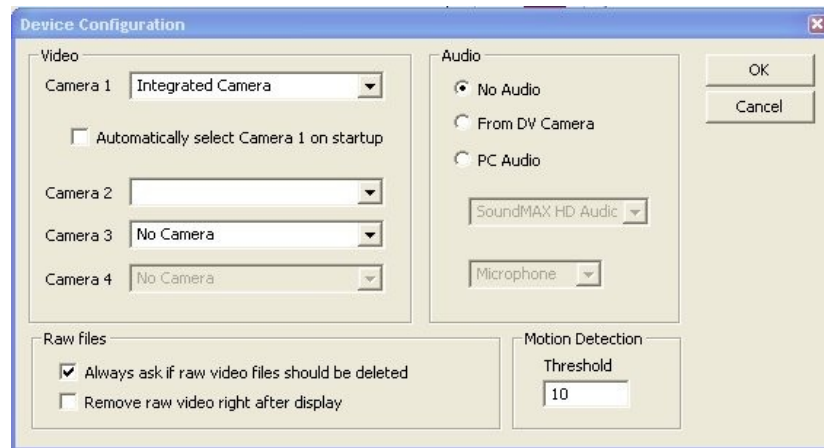 Device Configuration
Video
Camera 1 Integrated Camera
Automatically select Camera 1 on startup
Camera 2
Camera 3 No Camera
Camera 4 No Camera
Audio
No Audio
From DV Camera
PC Audio
SoundMAX HD Audio
Microphone
OK
Cancel
Raw files
Always ask if raw video files should be deleted
Remove raw video right after display
Motion Detection
Threshold
10